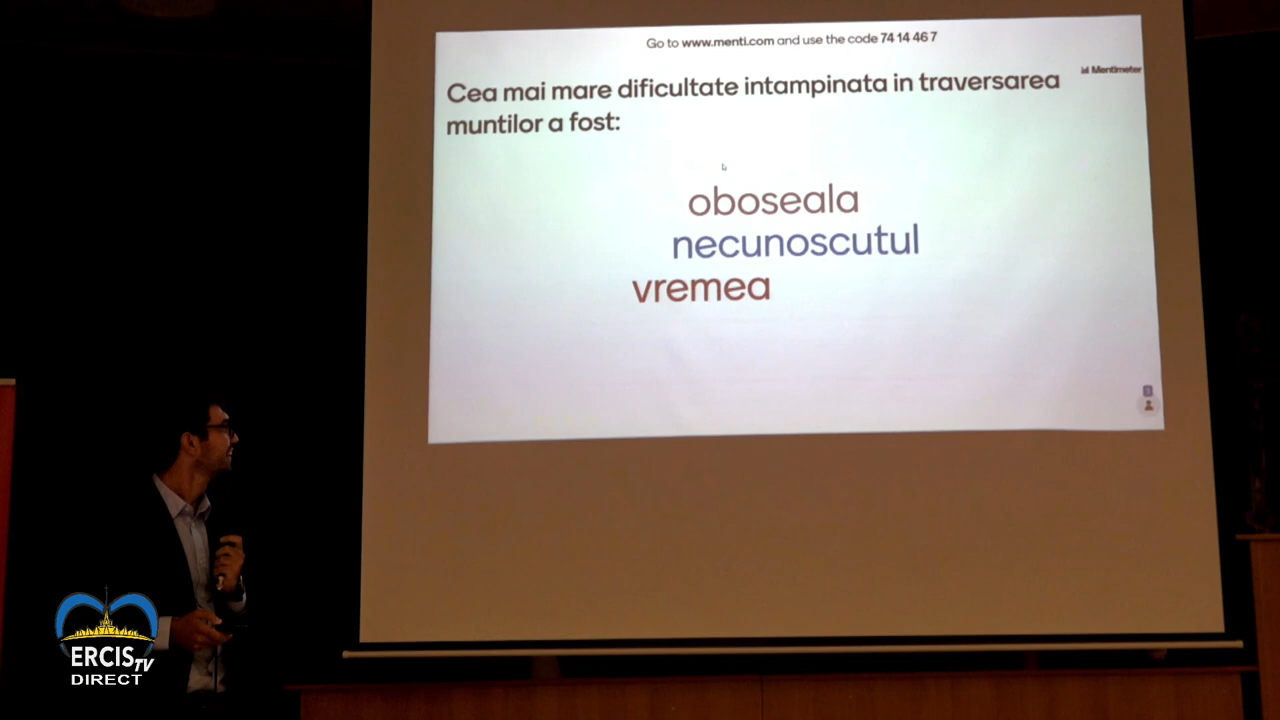 Go to www.menti.com and use the code 74 14 46 7
Mentimeter
Cea mai mare dificultate intampinata in traversarea
muntilor a fost:
oboseala
necunoscutul
vremea
ERCIS TV
DIRECT